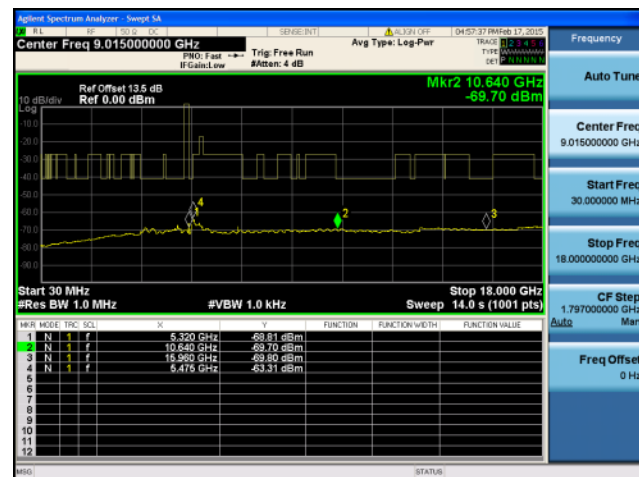 Agilent Spectrum Analyzer - Swept SA
RL RF 50 Ω DC SENSE:INT ALIGN OFF 04:57:37 PM Feb 17, 2015
Center Freq 9.015000000 GHz
PNO: Fast
IFGain:Low
Trig: Free Run
#Atten: 4 dB
Avg Type: Log-Pwr
TRACE 1 2 3 4 5 6
TYPE
DET P N N N N N
Ref Offset 13.5 dB
Ref 0.00 dBm
Mkr2 10.640 GHz
-69.70 dBm
10 dB/div
Log
-10.0
-20.0
-30.0
-40.0
-50.0
-60.0
-70.0
-80.0
-90.0
4
1
2
3
Start 30 MHz
Stop 18.000 GHz
#Res BW 1.0 MHz
#VBW 1.0 kHz
Sweep 14.0 s (1001 pts)
MKR MODE TRC SCL X Y FUNCTION FUNCTION WIDTH FUNCTION VALUE
1 N 1 f 5.320 GHz -68.81 dBm
2 N 1 f 10.640 GHz -69.70 dBm
3 N 1 f 15.960 GHz -69.80 dBm
4 N 1 f 5.475 GHz -63.31 dBm
5
6
7
8
9
10
11
12
MSG
STATUS
Frequency
Auto Tune
Center Freq
9.015000000 GHz
Start Freq
30.000000 MHz
Stop Freq
18.000000000 GHz
CF Step
1.797000000 GHz
Auto Man
Freq Offset
0 Hz